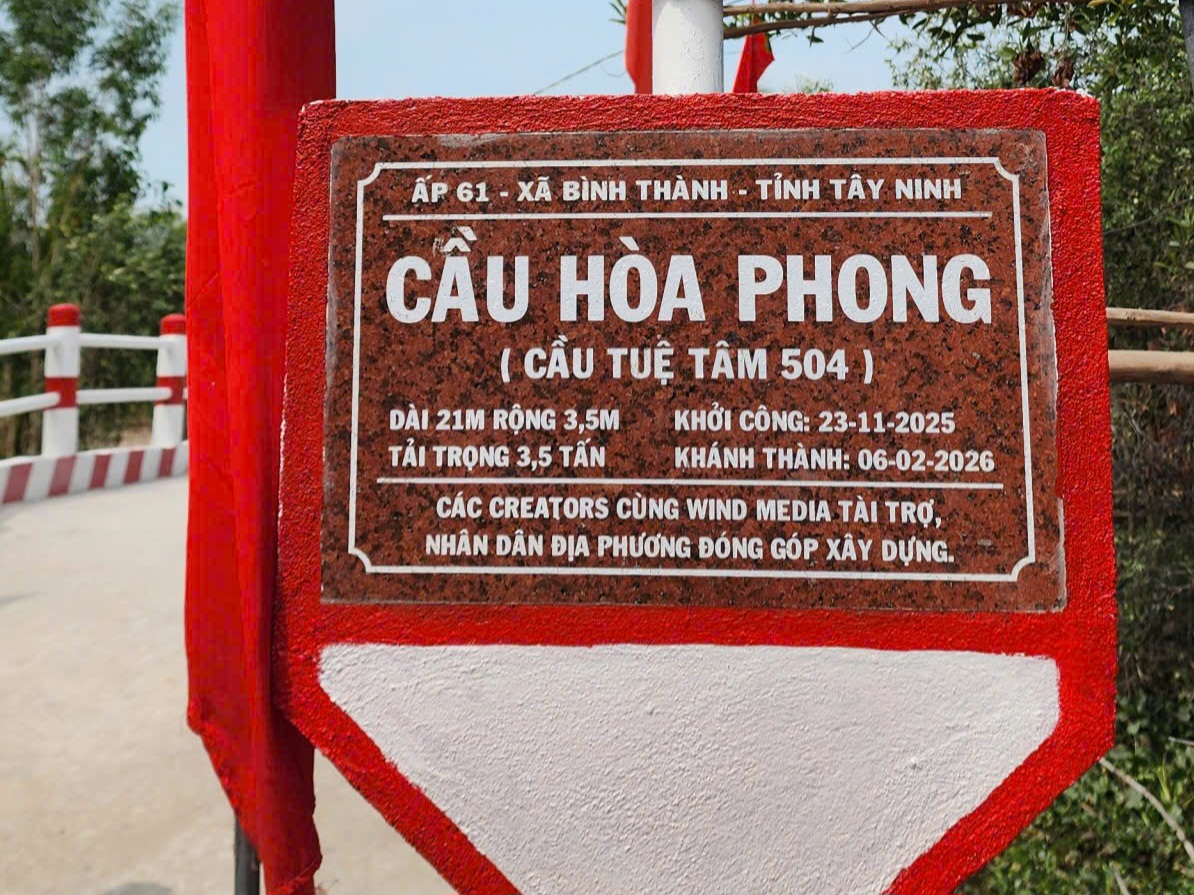 ẤP 61 - XÃ BÌNH THÀNH - TỈNH TÂY NINH
CẦU HÒA PHONG
( CẦU TUỆ TÂM 504 )
DÀI 21M RỘNG 3,5M KHỞI CÔNG: 23-11-2025
TẢI TRỌNG 3,5 TẤN KHÁNH THÀNH: 06-02-2026
CÁC CREATORS CÙNG WIND MEDIA TÀI TRỢ,
NHÂN DÂN ĐỊA PHƯƠNG ĐÓNG GÓP XÂY DỰNG.